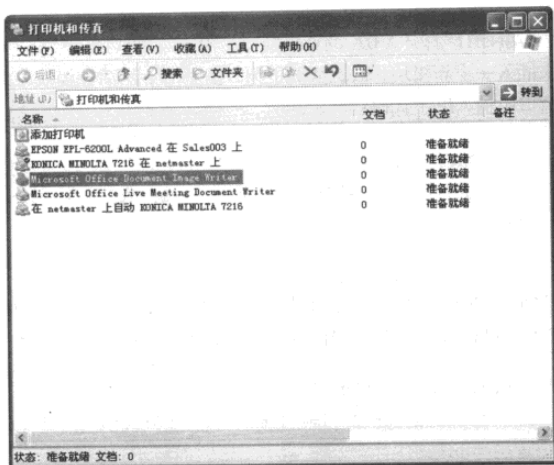 打印机和传真
文件(F) 编辑(E) 查看(V) 收藏(A) 工具(T) 帮助(H)
后退 搜索 文件夹
地址(D) 打印机和传真 转到
名称 文档 状态 备注
添加打印机
EPSON EPL-6200L Advanced 在 Sales003 上 0 准备就绪
KONICA MINOLTA 7216 在 netmaster 上 0 准备就绪
Microsoft Office Document Image Writer 0 准备就绪
Microsoft Office Live Meeting Document Writer 0 准备就绪
在 netmaster 上自动 KONICA MINOLTA 7216 0 准备就绪
状态: 准备就绪 文档: 0